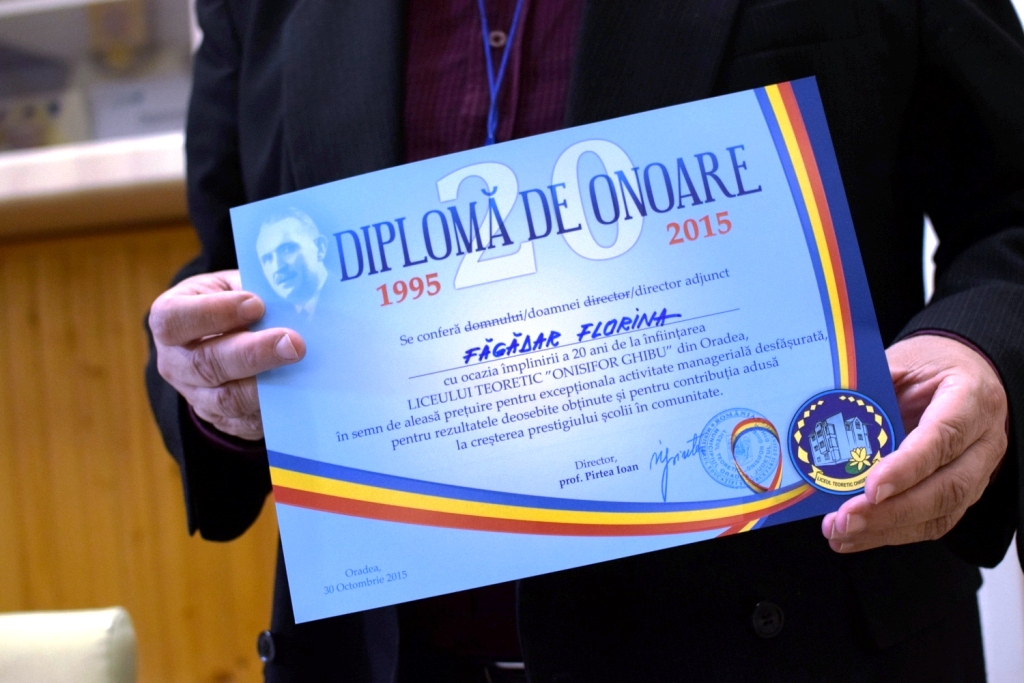 20
DIPLOMĂ DE ONOARE
1995
2015
Se conferă domnului/doamnei director/director adjunct
FĂGĂDAR FLORINA
cu ocazia împlinirii a 20 ani de la înființarea
LICEULUI TEORETIC "ONISIFOR GHIBU" din Oradea,
în semn de aleasă prețuire pentru excepționala activitate managerială desfășurată,
pentru rezultatele deosebite obținute și pentru contribuția adusă
la creșterea prestigiului școlii în comunitate.
Director,
prof. Pirtea Ioan
ROMÂNIA
LICEUL TEORETIC
Oradea,
30 Octombrie 2015